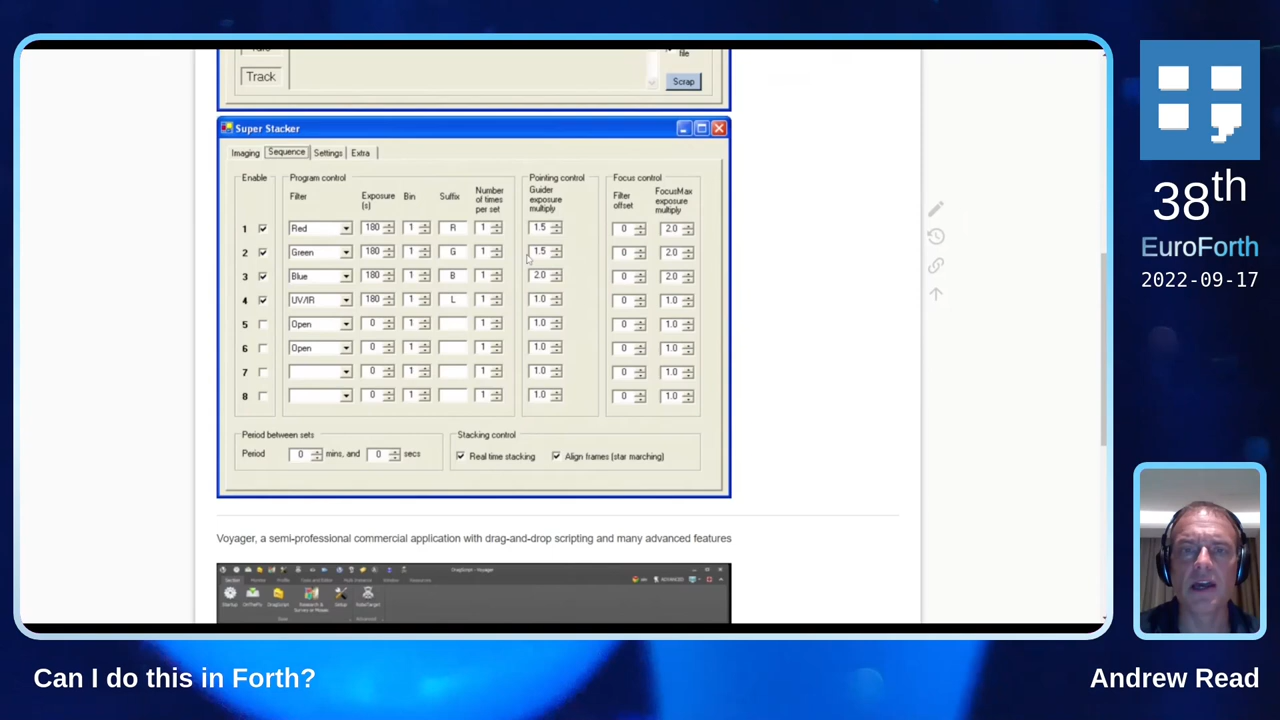 file
Track
Scrap
Super Stacker
Imaging Sequence Settings Extra
Enable Program control Pointing control Focus control
Filter Exposure (s) Bin Suffix Number of times per set Guider exposure multiply Filter offset FocusMax exposure multiply
1 Red 180 1 R 1 1.5 0 2.0
2 Green 180 1 G 1 1.5 0 2.0
3 Blue 180 1 B 1 2.0 0 2.0
4 UV/IR 180 1 L 1 1.0 0 1.0
5 Open 0 1 1 1.0 0 1.0
6 Open 0 1 1 1.0 0 1.0
7 0 1 1 1.0 0 1.0
8 0 1 1 1.0 0 1.0
Period between sets Stacking control
Period 0 mins, and 0 secs Real time stacking Align frames (star marching)
Voyager, a semi-professional commercial application with drag-and-drop scripting and many advanced features
DragScript - Voyager
38th
EuroForth
2022-09-17
Can I do this in Forth?
Andrew Read